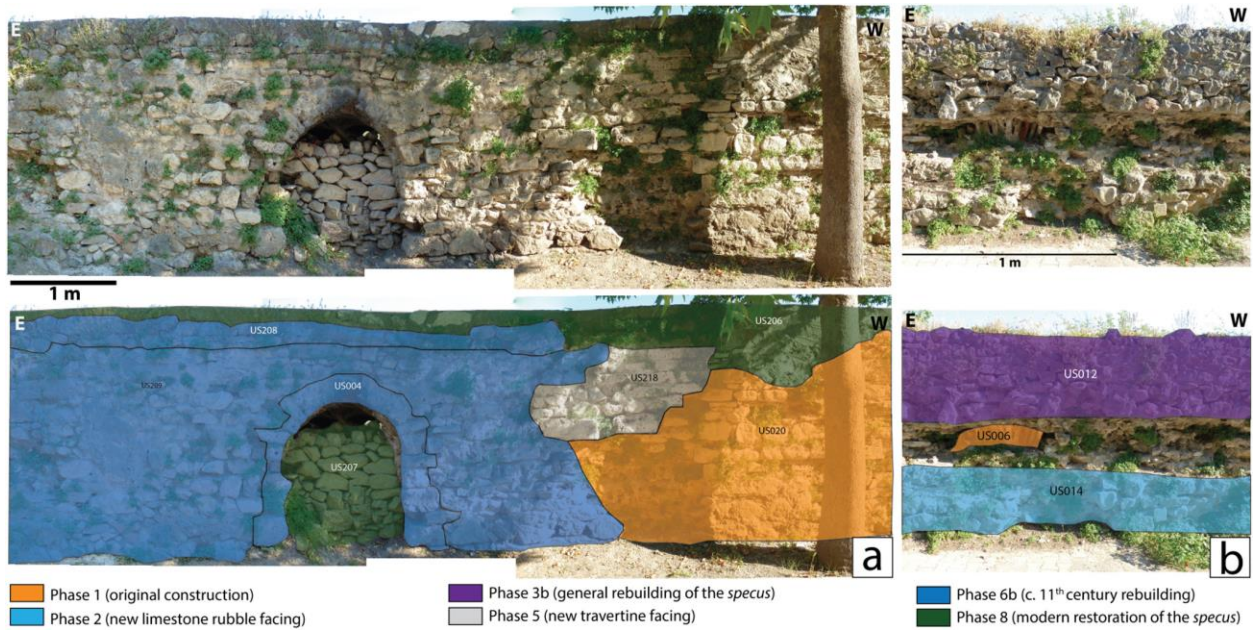 E
W
E
W
1 m
1 m
E
W
E
W
US208
US206
US209
US004
US218
US207
US020
US012
US006
US014
a
b
Phase 1 (original construction)
Phase 2 (new limestone rubble facing)
Phase 3b (general rebuilding of the specus)
Phase 5 (new travertine facing)
Phase 6b (c. 11th century rebuilding)
Phase 8 (modern restoration of the specus)